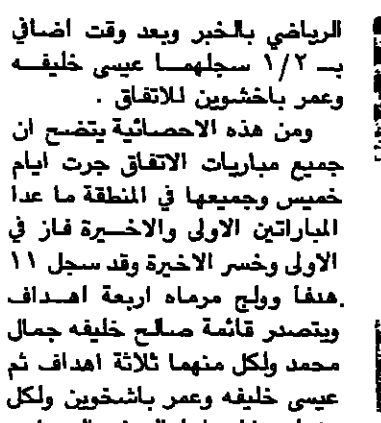 الرياضي بالخبر وبعد وقت اضافي
بـ ١/٢ سجلهما عيسى خليفه
وعمر باخشوين للاتفاق .
ومن هذه الاحصائية يتضح ان
جميع مباريات الاتفاق جرت ايام
خميس وجميعها في المنطقة ما عدا
المباراتين الاولى والاخيرة فاز في
الاولى وخسر الاخيرة وقد سجل ١١
هدفاً وولج مرماه اربعة اهداف
ويتصدر قائمة صالح خليفه جمال
محمد ولكل منهما ثلاثة اهداف ثم
عيسى خليفه وعمر باشخوين ولكل